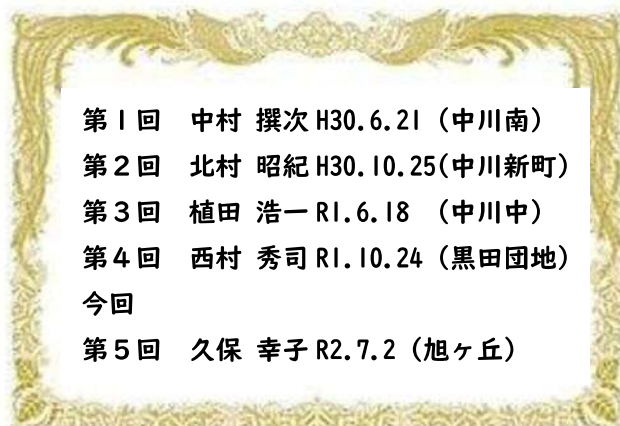 第1回　中村 撰次 H30.6.21（中川南）
第２回　北村 昭紀 H30.10.25(中川新町）
第３回　植田 浩一 R1.6.18 （中川中）
第４回　西村 秀司 R1.10.24（黒田団地）
今回
第５回　久保 幸子 R2.7.2（旭ヶ丘）